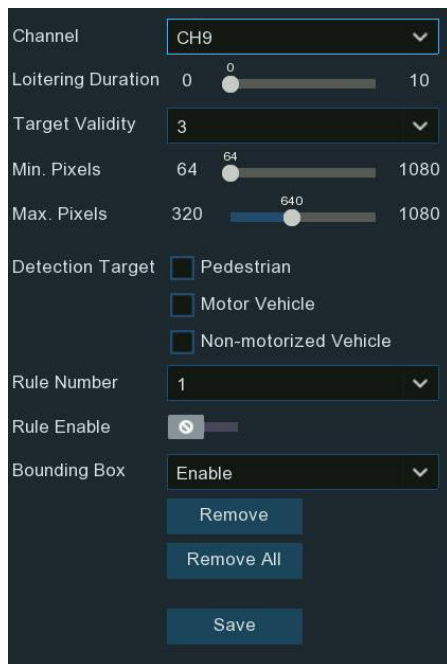 Channel CH9
0
Loitering Duration 0 10
Target Validity 3
64
Min. Pixels 64 1080
640
Max. Pixels 320 1080
Detection Target Pedestrian
Motor Vehicle
Non-motorized Vehicle
Rule Number 1
Rule Enable
Bounding Box Enable
Remove
Remove All
Save